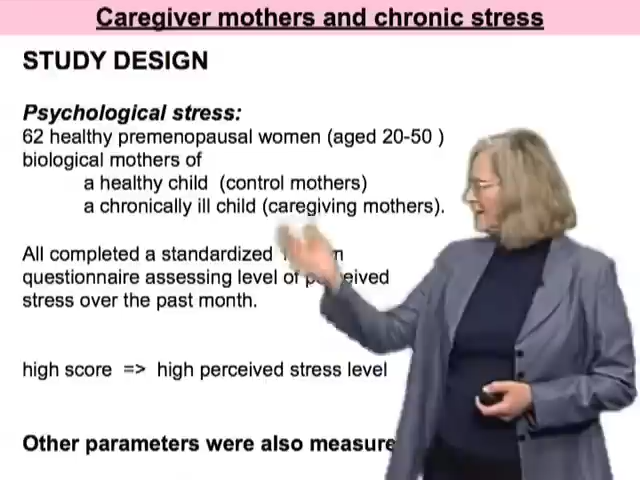 Caregiver mothers and chronic stress
STUDY DESIGN
Psychological stress:
62 healthy premenopausal women (aged 20-50 )
biological mothers of
a healthy child (control mothers)
a chronically ill child (caregiving mothers).
All completed a standardized
questionnaire assessing level of perceived
stress over the past month.
high score => high perceived stress level
Other parameters were also measure